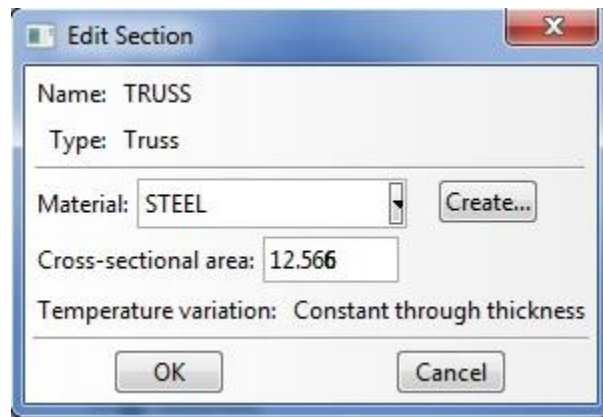 Edit Section
Name: TRUSS
Type: Truss
Material: STEEL Create...
Cross-sectional area: 12.566
Temperature variation: Constant through thickness
OK Cancel